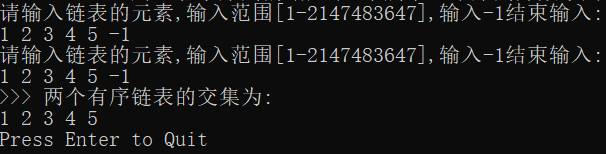 请输入链表的元素,输入范围[1-2147483647],输入-1结束输入:
1 2 3 4 5 -1
请输入链表的元素,输入范围[1-2147483647],输入-1结束输入:
1 2 3 4 5 -1
>>> 两个有序链表的交集为:
1 2 3 4 5
Press Enter to Quit